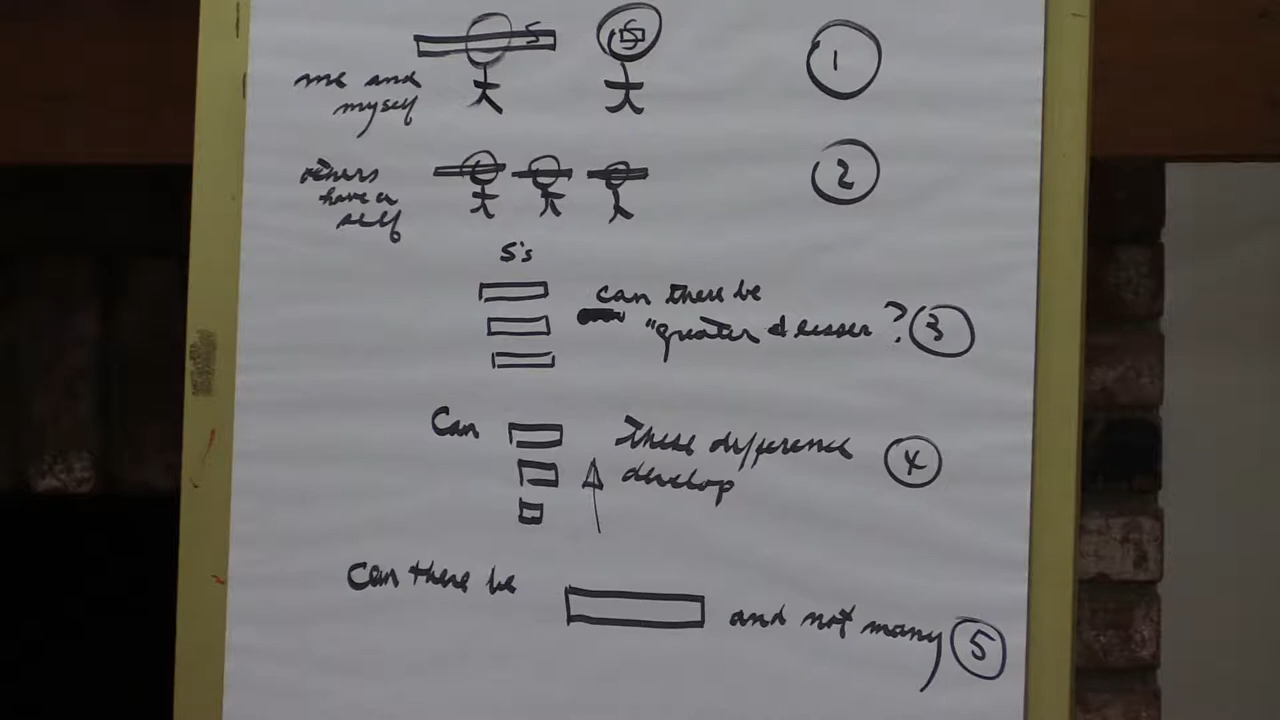 S S 1
me and
myself
others 2
have a
self
S's
can there be
"greater & lesser ? 3
Can these difference 4
develop
Can there be and not many 5